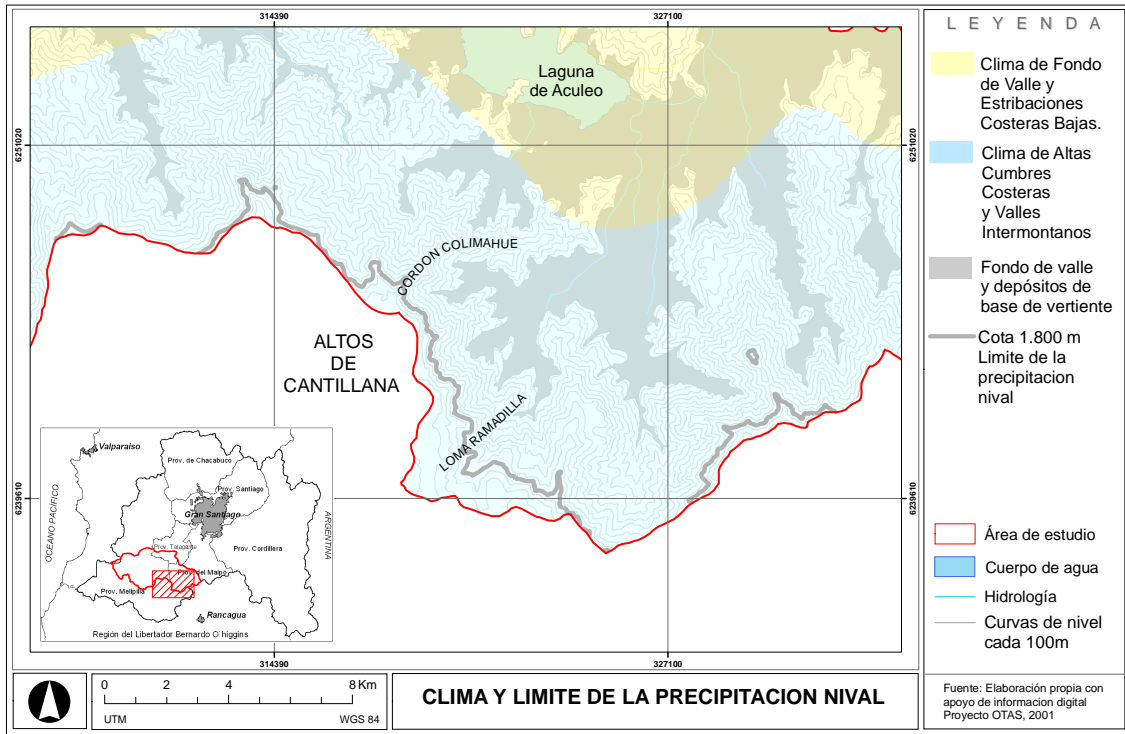 314390
327100
L E Y E N D A
Clima de Fondo
de Valle y
Estribaciones
Costeras Bajas.
Clima de Altas
Cumbres
Costeras
y Valles
Intermontanos
Fondo de valle
y depósitos de
base de vertiente
Cota 1.800 m
Limite de la
precipitacion
nival
Área de estudio
Cuerpo de agua
Hidrología
Curvas de nivel
cada 100m
Fuente: Elaboración propia con
apoyo de informacion digital
Proyecto OTAS, 2001
Laguna
de Aculeo
6251020
6251020
CORDON COLIMAHUE
ALTOS
DE
CANTILLANA
LOMA RAMADILLA
6239610
6239610
Valparaiso
Prov. de Chacabuco
Prov. Santiago
Gran Santiago
OCEANO PACÍFICO
ARGENTINA
Prov. Talagante
Prov. Cordillera
Prov. del Maipo
Prov. Melipilla
Rancagua
Región del Libertador Bernardo O´higgins
314390
327100
0 2 4 8 Km
UTM WGS 84
CLIMA Y LIMITE DE LA PRECIPITACION NIVAL